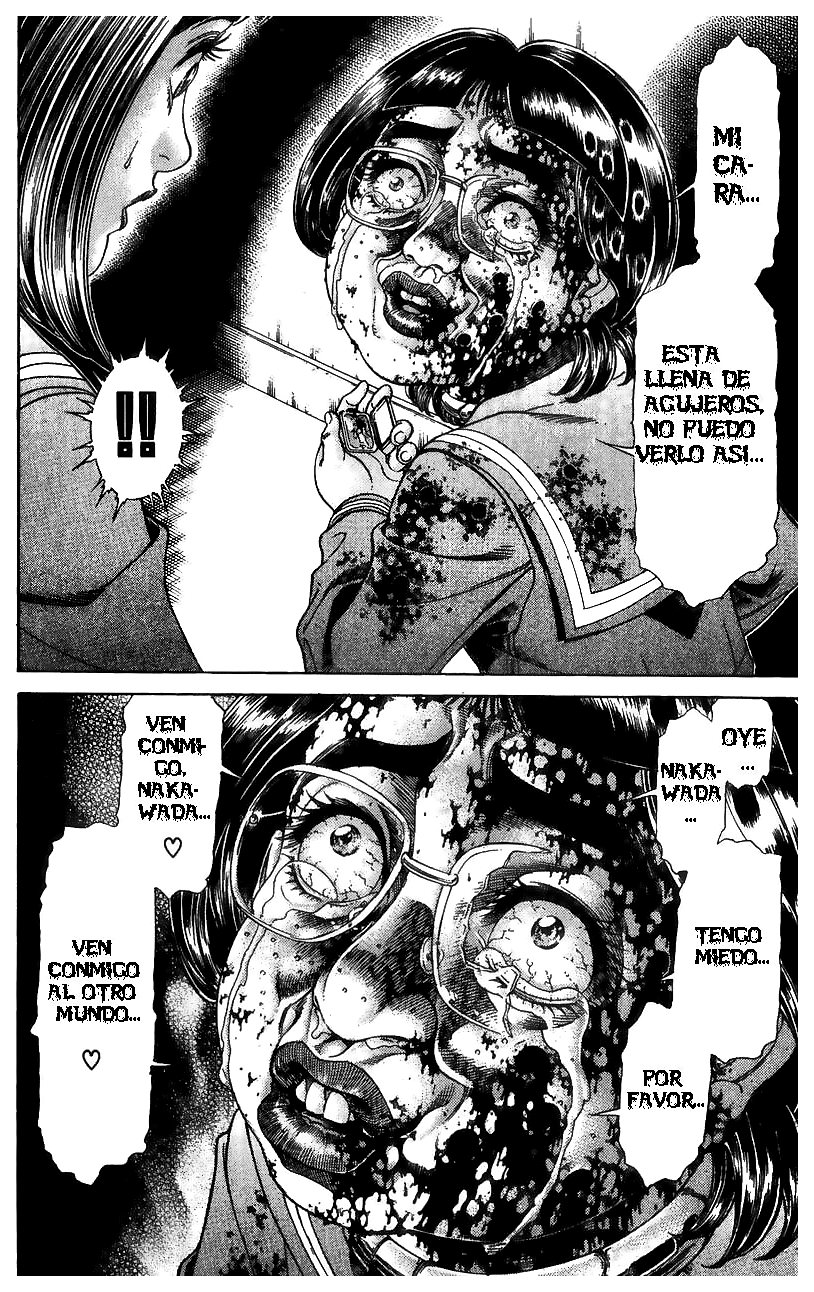 MI
CA-
RA...
ESTA
LLENA DE
AGUJEROS,
NO PUEDO
VERLO ASI...
!!
OYE
...
NAKA-
WADA
...
TENGO
MIEDO...
POR
FAVOR...
VEN
CONMI-
GO,
NAKA-
WADA...
♡
VEN
CONMIGO
AL OTRO
MUNDO...
♡